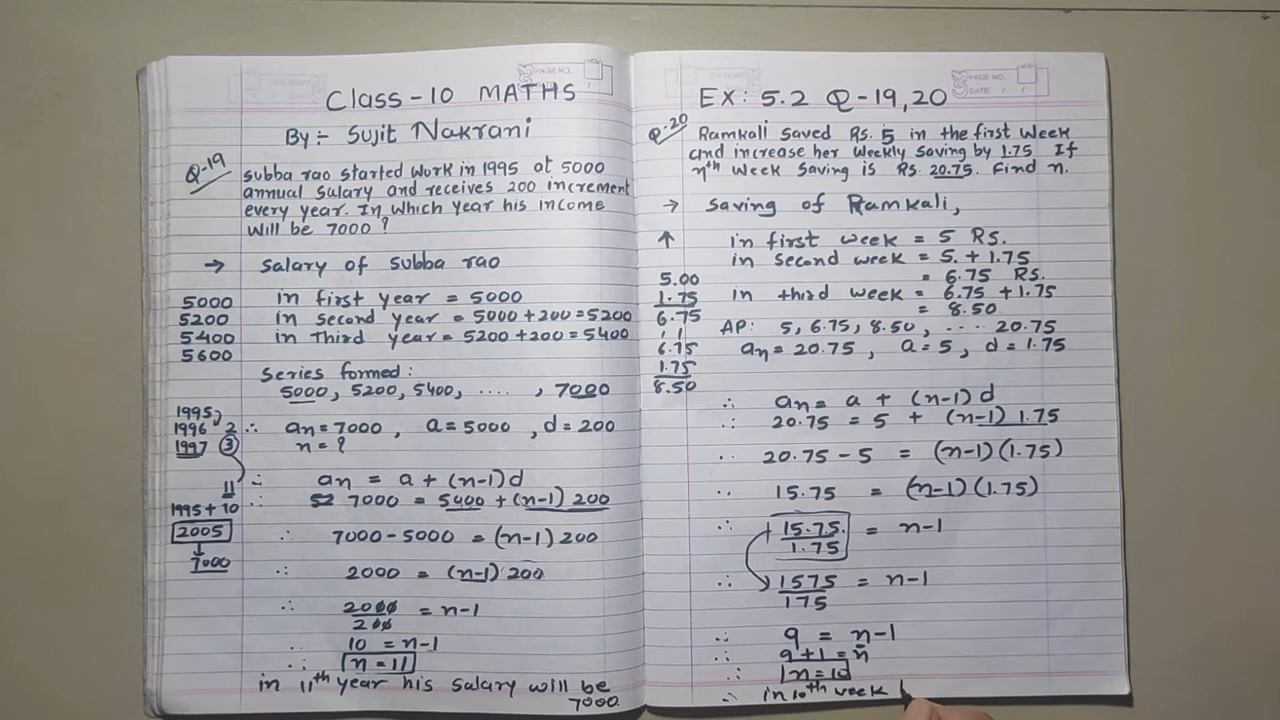 PAGE NO.
DATE / /
Class-10 MATHS
By:- Sujit Nakrani
Q-19
Subba rao started work in 1995 at 5000
annual salary and receives 200 increment
every year. In which year his income
will be 7000 ?
→ Salary of Subba rao
5000 in first year = 5000
5200 in second year = 5000+200=5200
5400 in Third year = 5200+200=5400
5600
Series formed:
5000, 5200, 5400, ...., 7000
1995
1996 2 ∴ an=7000, a=5000, d=200
1997 3 n=?
∴ an = a + (n-1)d
11 ∴ 7000 = 5400 + (n-1) 200
1995+10
2005 ∴ 7000-5000 = (n-1) 200
↓
7000
∴ 2000 = (n-1) 200
∴ 2000/200 = n-1
∴ 10 = n-1
∴ n=11
in 11th year his salary will be
7000.
PAGE NO.
DATE / /
EX: 5.2 Q-19,20
Q-20
Ramkali saved Rs. 5 in the first week
and increase her weekly saving by 1.75 If
nth week saving is Rs. 20.75. Find n.
→ Saving of Ramkali,
↑ in first week = 5 Rs.
in second week = 5. + 1.75
5.00 = 6.75 Rs.
1.75 in third week = 6.75 + 1.75
6.75 = 8.50
1 1 AP: 5, 6.75, 8.50, .... 20.75
6.75 an=20.75, a=5, d=1.75
1.75
8.50
∴ an= a + (n-1)d
∴ 20.75 = 5 + (n-1) 1.75
∴ 20.75-5 = (n-1)(1.75)
∴ 15.75 = (n-1)(1.75)
∴ 15.75/1.75 = n-1
∴ 1575/175 = n-1
∴ 9 = n-1
∴ 9+1=n
∴ n=10
∴ in 10th week